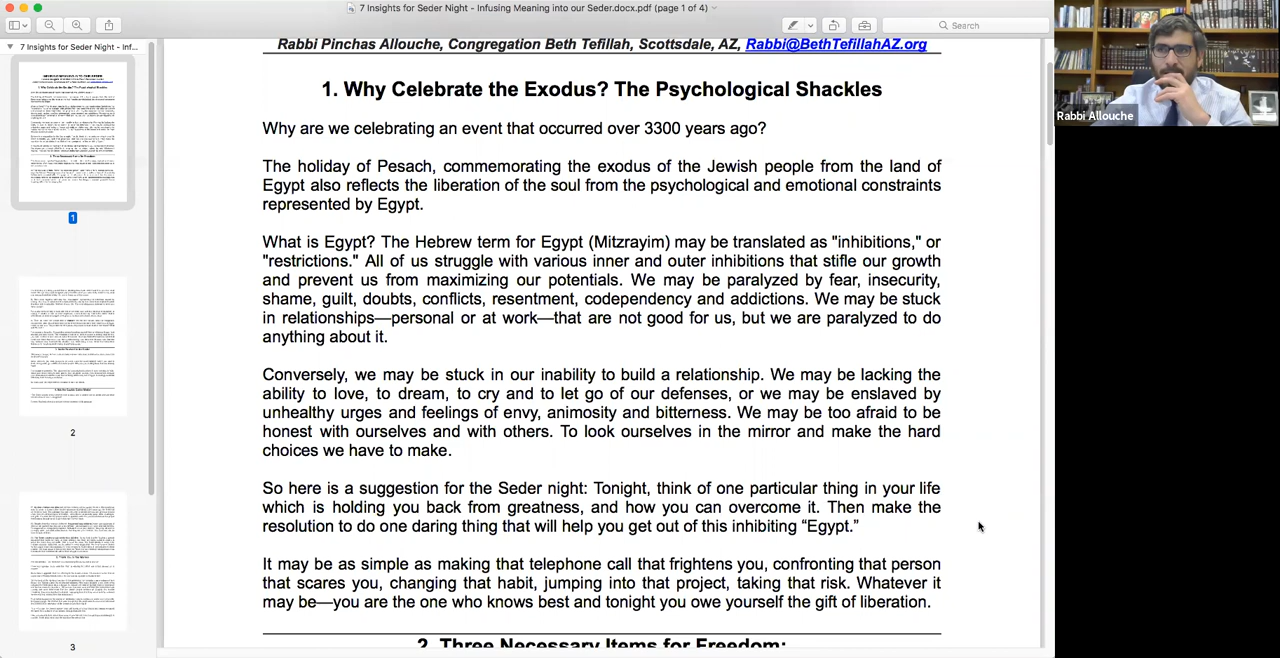 7 Insights for Seder Night - Infusing Meaning into our Seder.docx.pdf (page 1 of 4)
Search
7 Insights for Seder Night - Inf...
1
2
3
Rabbi Pinchas Allouche, Congregation Beth Tefillah, Scottsdale, AZ, Rabbi@BethTefillahAZ.org
1. Why Celebrate the Exodus? The Psychological Shackles
Why are we celebrating an event that occurred over 3300 years ago?
The holiday of Pesach, commemorating the exodus of the Jewish people from the land of
Egypt also reflects the liberation of the soul from the psychological and emotional constraints
represented by Egypt.
What is Egypt? The Hebrew term for Egypt (Mitzrayim) may be translated as "inhibitions," or
"restrictions." All of us struggle with various inner and outer inhibitions that stifle our growth
and prevent us from maximizing our potentials. We may be paralyzed by fear, insecurity,
shame, guilt, doubts, conflicts, resentment, codependency and addictions. We may be stuck
in relationships—personal or at work—that are not good for us, but we are paralyzed to do
anything about it.
Conversely, we may be stuck in our inability to build a relationship. We may be lacking the
ability to love, to dream, to cry and to let go of our defenses, or we may be enslaved by
unhealthy urges and feelings of envy, animosity and bitterness. We may be too afraid to be
honest with ourselves and with others. To look ourselves in the mirror and make the hard
choices we have to make.
So here is a suggestion for the Seder night: Tonight, think of one particular thing in your life
which is holding you back from greatness, and how you can overcome it. Then make the
resolution to do one daring thing that will help you get out of this inhibiting “Egypt.”
It may be as simple as making that telephone call that frightens you, confronting that person
that scares you, changing that habit, jumping into that project, taking that risk. Whatever it
may be—you are the one who knows best and tonight you owe yourself the gift of liberation.
2. Three Necessary Items for Freedom:
Rabbi Allouche